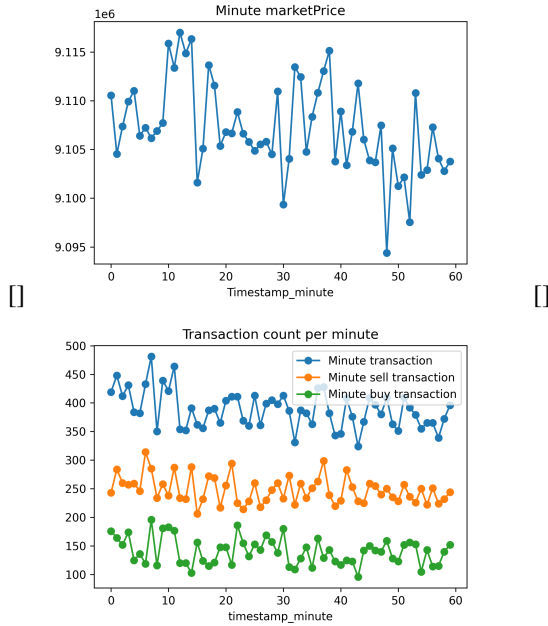 Minute marketPrice
1e6
9.115
9.110
9.105
9.100
9.095
0 10 20 30 40 50 60
Timestamp_minute
[] []
Transaction count per minute
500
450
400
350
300
250
200
150
100
Minute transaction
Minute sell transaction
Minute buy transaction
0 10 20 30 40 50 60
timestamp_minute